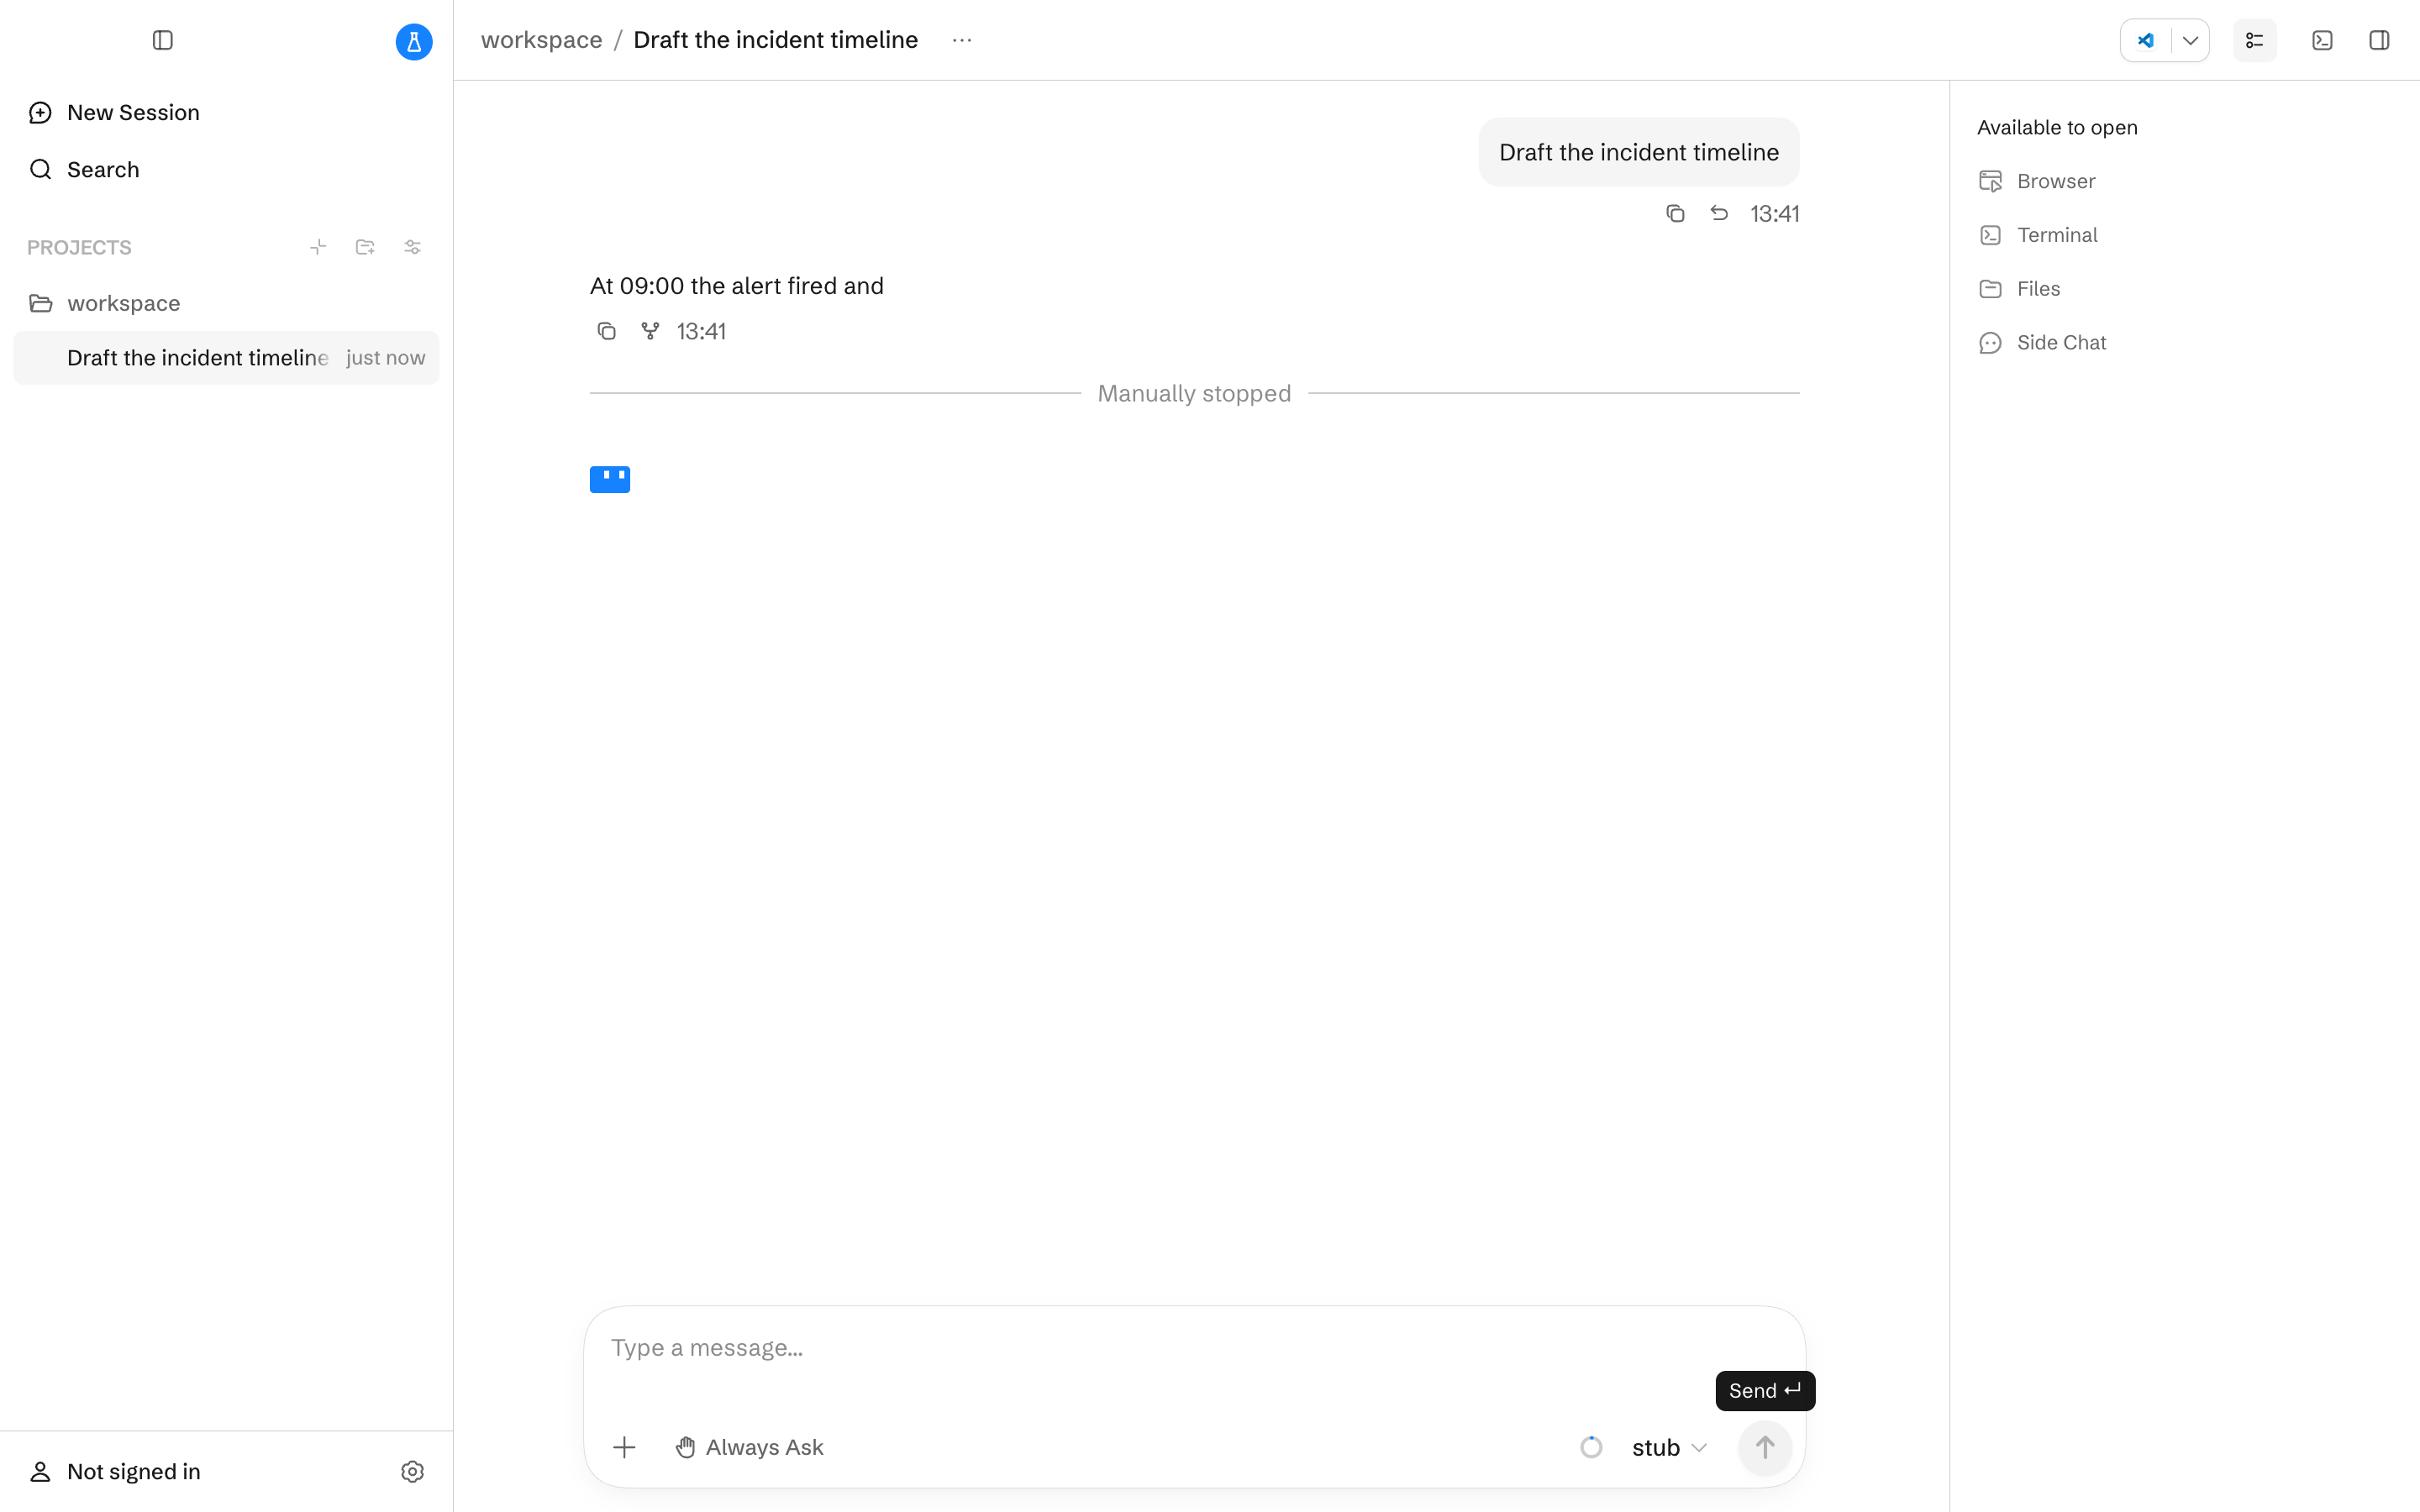 workspace / Draft the incident timeline
New Session
Search
PROJECTS
workspace
Draft the incident timeline just now
Not signed in
Draft the incident timeline
13:41
At 09:00 the alert fired and
13:41
Manually stopped
Type a message...
Send
Always Ask
stub
Available to open
Browser
Terminal
Files
Side Chat